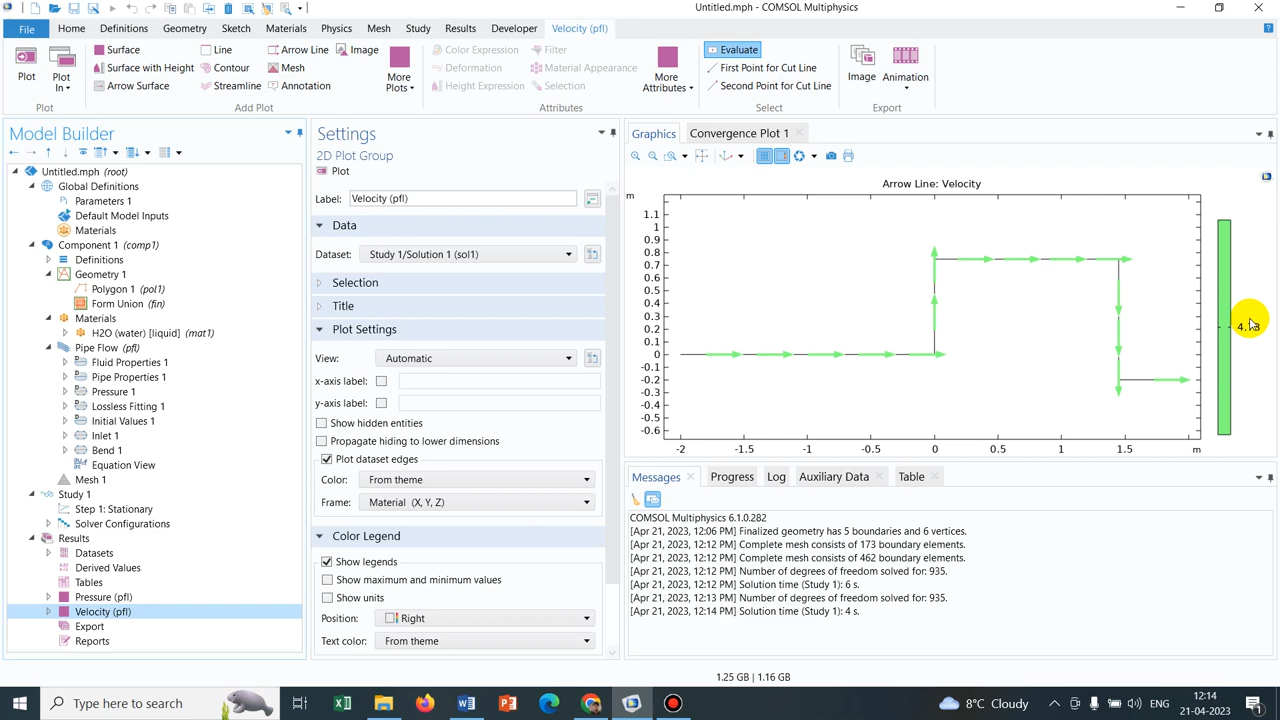 Untitled.mph - COMSOL Multiphysics
File Home Definitions Geometry Sketch Materials Physics Mesh Study Results Developer Velocity (pfl)
Plot
Plot In
Surface
Surface with Height
Arrow Surface
Line
Contour
Streamline
Arrow Line
Mesh
Annotation
Image
More Plots
Color Expression
Deformation
Height Expression
Filter
Material Appearance
Selection
More Attributes
Evaluate
First Point for Cut Line
Second Point for Cut Line
Image
Animation
Plot Add Plot Attributes Select Export
Model Builder
Untitled.mph (root)
Global Definitions
Parameters 1
Default Model Inputs
Materials
Component 1 (comp1)
Definitions
Geometry 1
Polygon 1 (pol1)
Form Union (fin)
Materials
H2O (water) [liquid] (mat1)
Pipe Flow (pfl)
Fluid Properties 1
Pipe Properties 1
Pressure 1
Lossless Fitting 1
Initial Values 1
Inlet 1
Bend 1
Equation View
Mesh 1
Study 1
Step 1: Stationary
Solver Configurations
Results
Datasets
Derived Values
Tables
Pressure (pfl)
Velocity (pfl)
Export
Reports
Settings
2D Plot Group
Plot
Label: Velocity (pfl)
Data
Dataset: Study 1/Solution 1 (sol1)
Selection
Title
Plot Settings
View: Automatic
x-axis label:
y-axis label:
Show hidden entities
Propagate hiding to lower dimensions
Plot dataset edges
Color: From theme
Frame: Material (X, Y, Z)
Color Legend
Show legends
Show maximum and minimum values
Show units
Position: Right
Text color: From theme
Graphics Convergence Plot 1
Arrow Line: Velocity
m
1.1
1
0.9
0.8
0.7
0.6
0.5
0.4
0.3
0.2
0.1
0
-0.1
-0.2
-0.3
-0.4
-0.5
-0.6
-2 -1.5 -1 -0.5 0 0.5 1 1.5 m
Messages Progress Log Auxiliary Data Table
COMSOL Multiphysics 6.1.0.282
[Apr 21, 2023, 12:06 PM] Finalized geometry has 5 boundaries and 6 vertices.
[Apr 21, 2023, 12:12 PM] Complete mesh consists of 173 boundary elements.
[Apr 21, 2023, 12:12 PM] Complete mesh consists of 462 boundary elements.
[Apr 21, 2023, 12:12 PM] Number of degrees of freedom solved for: 935.
[Apr 21, 2023, 12:12 PM] Solution time (Study 1): 6 s.
[Apr 21, 2023, 12:13 PM] Number of degrees of freedom solved for: 935.
[Apr 21, 2023, 12:14 PM] Solution time (Study 1): 4 s.
1.25 GB | 1.16 GB
Type here to search
8°C Cloudy
ENG
12:14
21-04-2023